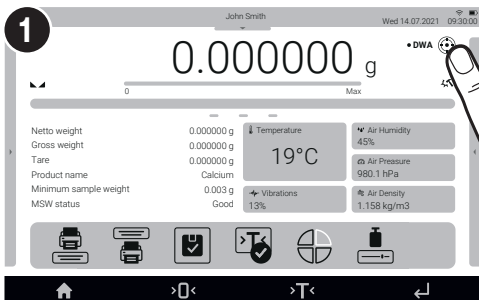 1
John Smith
Wed 14.07.2021 09:30:00
0.000000 g
• DWA
0 Max
Netto weight 0.000000 g
Gross weight 0.000000 g
Tare 0.000000 g
Product name Calcium
Minimum sample weight 0.003 g
MSW status Good
Temperature
19°C
Vibrations
13%
Air Humidity
45%
Air Preasure
980.1 hPa
Air Density
1.158 kg/m3
>T<
>0< >T<